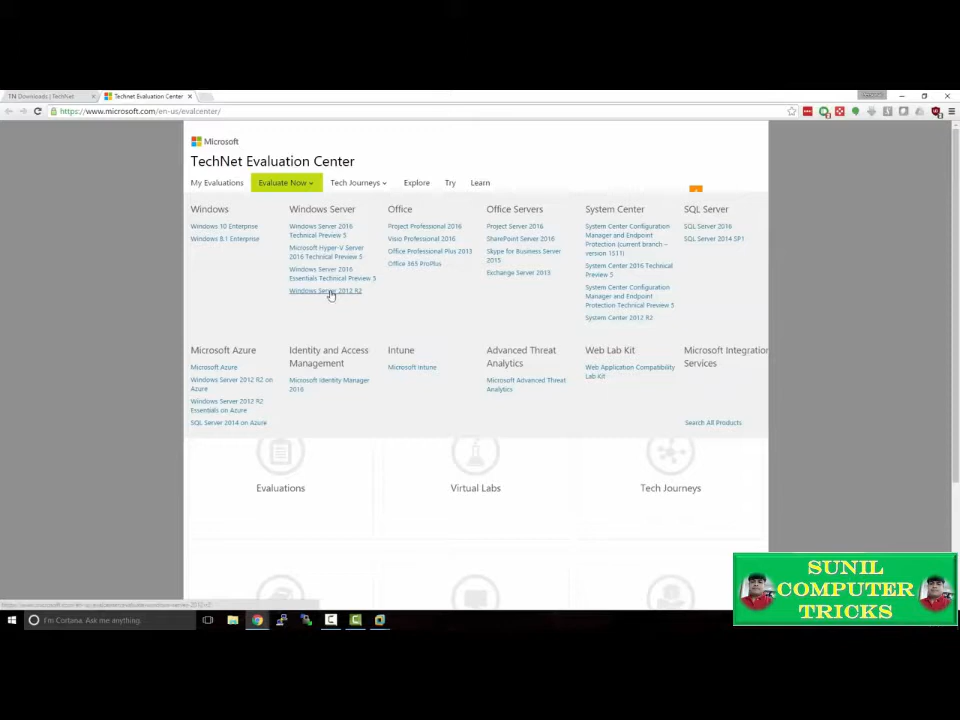 TN Downloads | TechNet
Technet Evaluation Center
https://www.microsoft.com/en-us/evalcenter/
Microsoft
TechNet Evaluation Center
My Evaluations
Evaluate Now
Tech Journeys
Explore
Try
Learn
Windows
Windows 10 Enterprise
Windows 8.1 Enterprise
Windows Server
Windows Server 2016
Technical Preview 5
Microsoft Hyper-V Server
2016 Technical Preview 5
Windows Server 2016
Essentials Technical Preview 5
Windows Server 2012 R2
Office
Project Professional 2016
Visio Professional 2016
Office Professional Plus 2013
Office 365 ProPlus
Office Servers
Project Server 2016
SharePoint Server 2016
Skype for Business Server
2015
Exchange Server 2013
System Center
System Center Configuration
Manager and Endpoint
Protection (current branch –
version 1511)
System Center 2016 Technical
Preview 5
System Center Configuration
Manager and Endpoint
Protection Technical Preview 5
System Center 2012 R2
SQL Server
SQL Server 2016
SQL Server 2014 SP1
Microsoft Azure
Microsoft Azure
Windows Server 2012 R2 on
Azure
Windows Server 2012 R2
Essentials on Azure
SQL Server 2014 on Azure
Identity and Access
Management
Microsoft Identity Manager
2016
Intune
Microsoft Intune
Advanced Threat
Analytics
Microsoft Advanced Threat
Analytics
Web Lab Kit
Web Application Compatibility
Lab Kit
Microsoft Integration
Services
Search All Products
Evaluations
Virtual Labs
Tech Journeys
I'm Cortana. Ask me anything.
SUNIL
COMPUTER
TRICKS